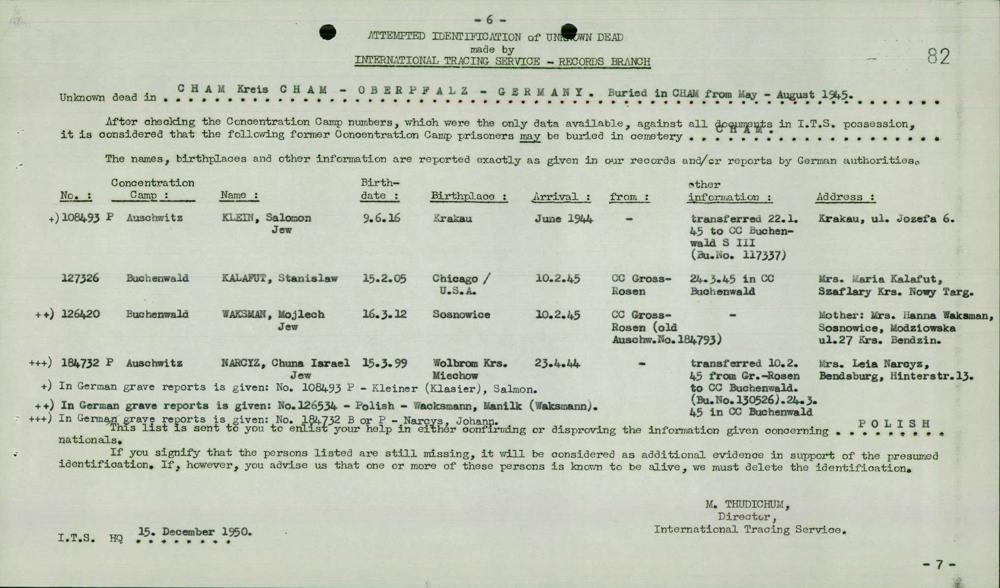 - 6 -
ATTEMPTED IDENTIFICATION of UNKNOWN DEAD
made by
INTERNATIONAL TRACING SERVICE - RECORDS BRANCH
82
Unknown dead in CHAM Kreis CHAM - OBERPFALZ - GERMANY. Buried in CHAM from May - August 1945.
After checking the Concentration Camp numbers, which were the only data available, against all documents in I.T.S. possession,
it is considered that the following former Concentration Camp prisoners may be buried in cemetery CHAM.
The names, birthplaces and other information are reported exactly as given in our records and/or reports by German authorities.
No. : Concentration Camp : Name : Birth-date : Birthplace : Arrival : from : other information : Address :
+) 108493 P Auschwitz KLEIN, Salomon 9.6.16 Krakau June 1944 - transferred 22.1. Krakau, ul. Jozefa 6.
Jew 45 to CC Buchen-
wald S III
(Bu.No. 117337)
127326 Buchenwald KALAFUT, Stanislaw 15.2.05 Chicago / 10.2.45 CC Gross- 24.3.45 in CC Mrs. Maria Kalafut,
U.S.A. Rosen Buchenwald Szaflary Krs. Nowy Targ.
++) 126420 Buchenwald WAKSMAN, Mojlech 16.3.12 Sosnowice 10.2.45 CC Gross- - Mother: Mrs. Hanna Waksman,
Jew Rosen (old Sosnowice, Modziowska
Auschw.No.184793) ul.27 Krs. Bendzin.
+++) 184732 P Auschwitz NARCYZ, Chuna Israel 15.3.99 Wolbrom Krs. 23.4.44 - transferred 10.2. Mrs. Leia Narcyz,
Jew Miechow 45 from Gr.-Rosen Bendsburg, Hinterstr.13.
+) In German grave reports is given: No. 108493 P - Kleiner (Klasier), Salmon. to CC Buchenwald.
++) In German grave reports is given: No.126534 - Polish - Wacksmann, Manilk (Waksmann). (Bu.No.130526).24.3.
45 in CC Buchenwald
+++) In German grave reports is given: No. 184732 B or P - Narcys, Johann.
This list is sent to you to enlist your help in either confirming or disproving the information given concerning POLISH
nationals.
If you signify that the persons listed are still missing, it will be considered as additional evidence in support of the presumed
identification. If, however, you advise us that one or more of these persons is known to be alive, we must delete the identification.
M. THUDICHUM,
Director,
International Tracing Service.
I.T.S. HQ 15. December 1950.
- 7 -